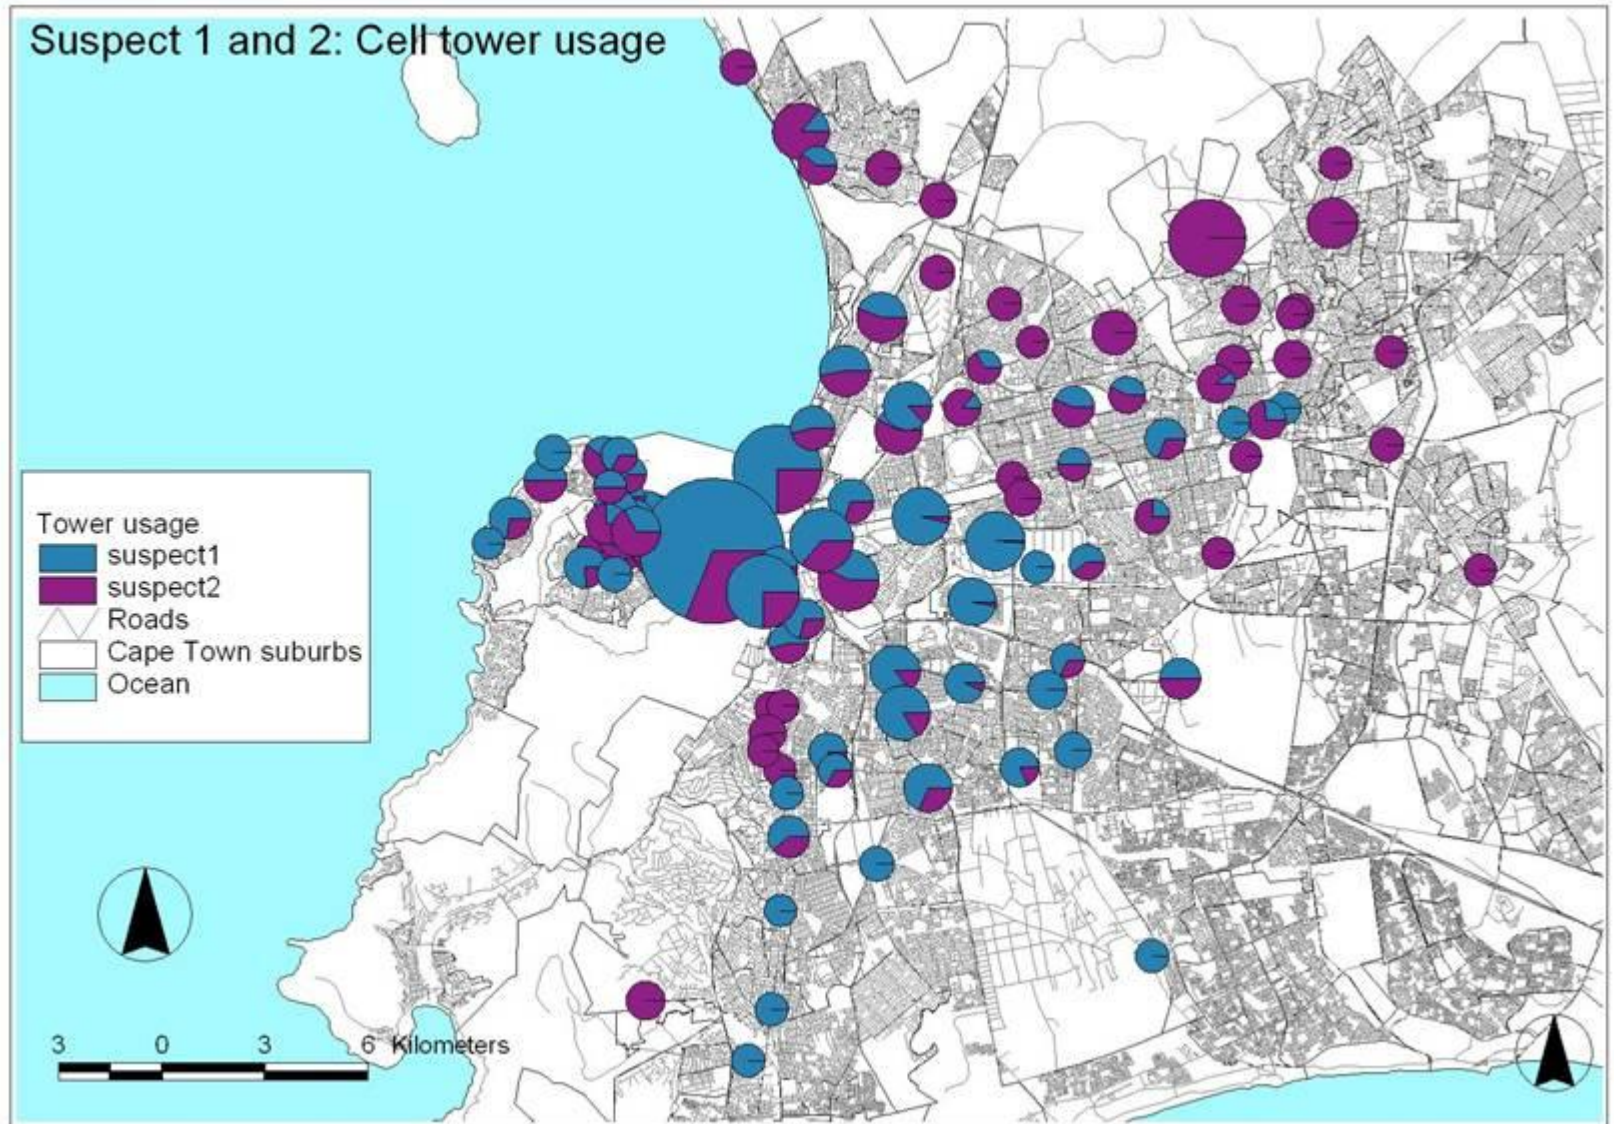 Suspect 1 and 2: Cell tower usage
Tower usage
suspect1
suspect2
Roads
Cape Town suburbs
Ocean
3 0 3 6 Kilometers